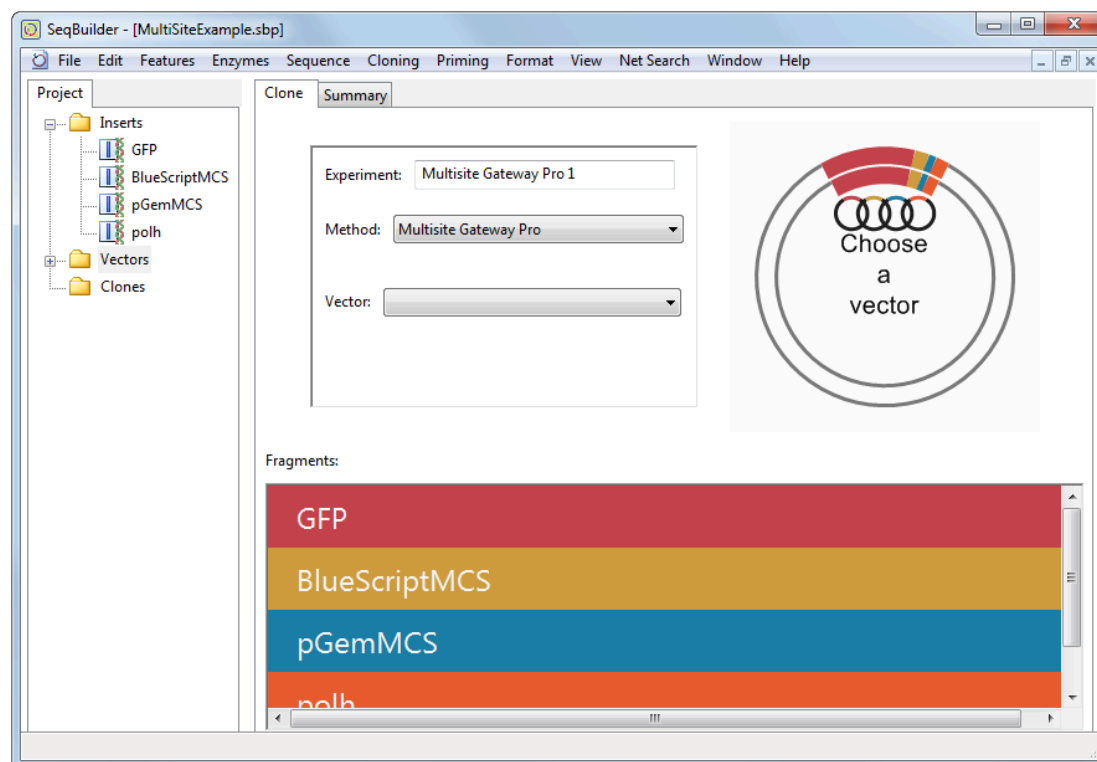 SeqBuilder - [MultiSiteExample.sbp]
File Edit Features Enzymes Sequence Cloning Priming Format View Net Search Window Help
Project
Inserts
GFP
BlueScriptMCS
pGemMCS
polh
Vectors
Clones
Clone Summary
Experiment: Multisite Gateway Pro 1
Method: Multisite Gateway Pro
Vector:
Choose
a
vector
Fragments:
GFP
BlueScriptMCS
pGemMCS
polh